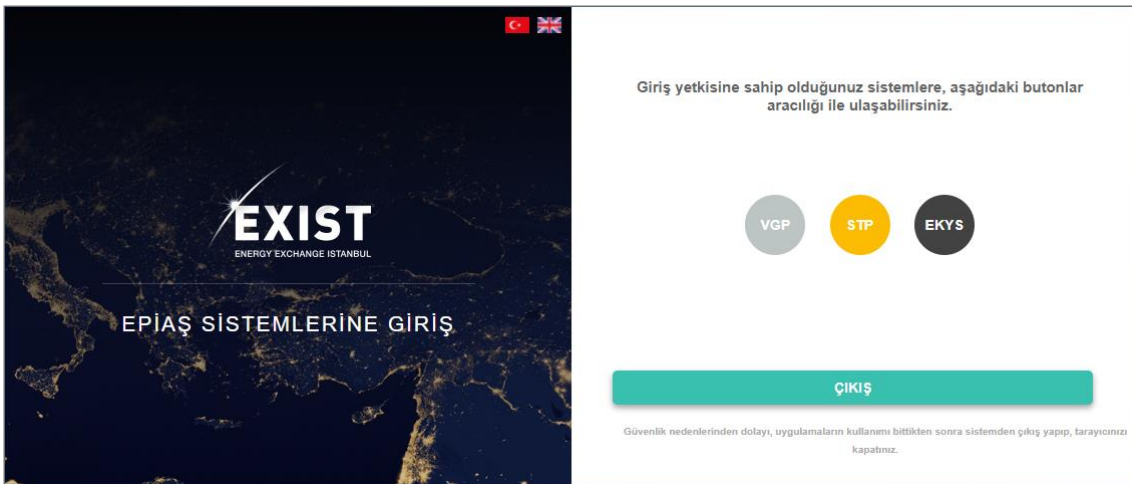 EXIST
ENERGY EXCHANGE ISTANBUL
EPİAŞ SİSTEMLERİNE GİRİŞ
Giriş yetkisine sahip olduğunuz sistemlere, aşağıdaki butonlar
aracılığı ile ulaşabilirsiniz.
VGP STP EKYS
ÇIKIŞ
Güvenlik nedenlerinden dolayı, uygulamaların kullanımı bittikten sonra sistemden çıkış yapıp, tarayıcınızı
kapatınız.